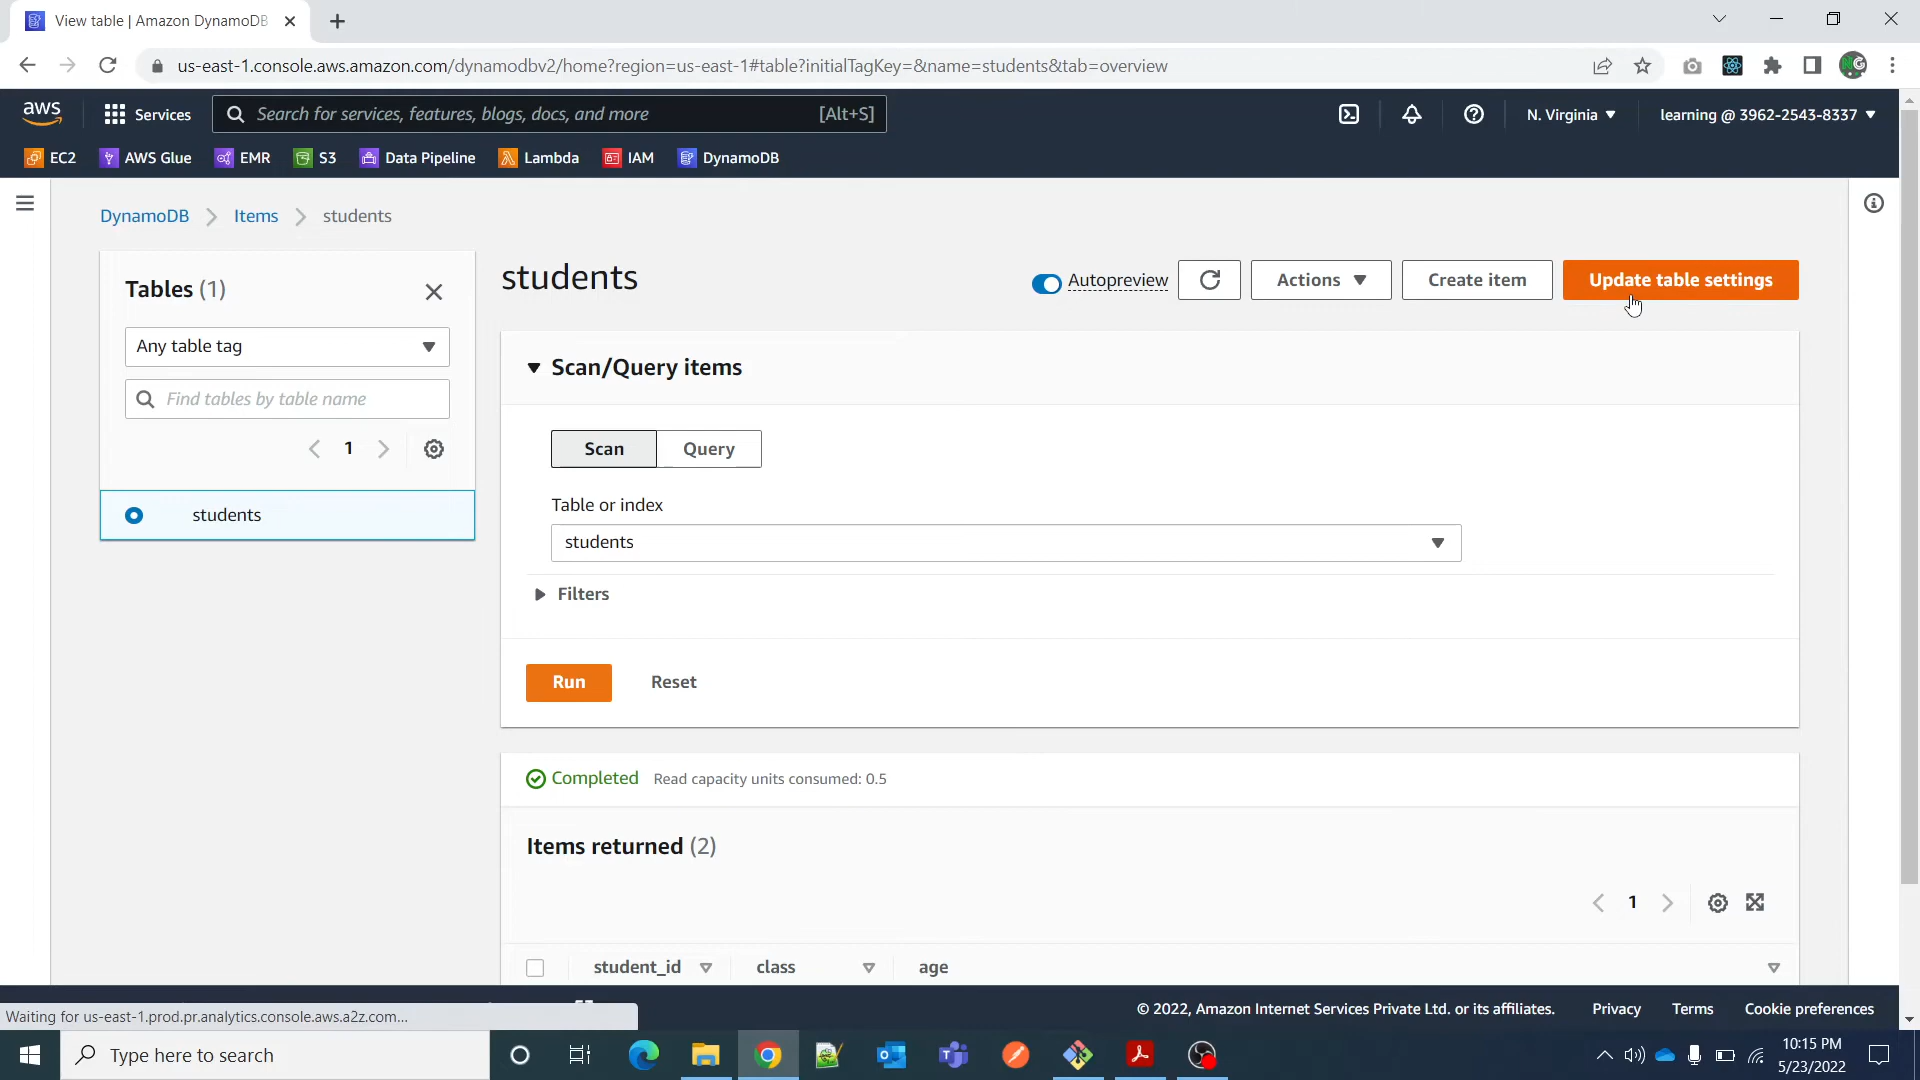 View table | Amazon DynamoDB
us-east-1.console.aws.amazon.com/dynamodbv2/home?region=us-east-1#table?initialTagKey=&name=students&tab=overview
aws
Services
Search for services, features, blogs, docs, and more
[Alt+S]
N. Virginia
learning @ 3962-2543-8337
EC2
AWS Glue
EMR
S3
Data Pipeline
Lambda
IAM
DynamoDB
DynamoDB
Items
students
Tables (1)
Any table tag
Find tables by table name
1
students
students
Autopreview
Actions
Create item
Update table settings
Scan/Query items
Scan
Query
Table or index
students
Filters
Run
Reset
Completed
Read capacity units consumed: 0.5
Items returned (2)
1
student_id
class
age
© 2022, Amazon Internet Services Private Ltd. or its affiliates.
Privacy
Terms
Cookie preferences
Waiting for us-east-1.prod.pr.analytics.console.aws.a2z.com...
Type here to search
10:15 PM
5/23/2022